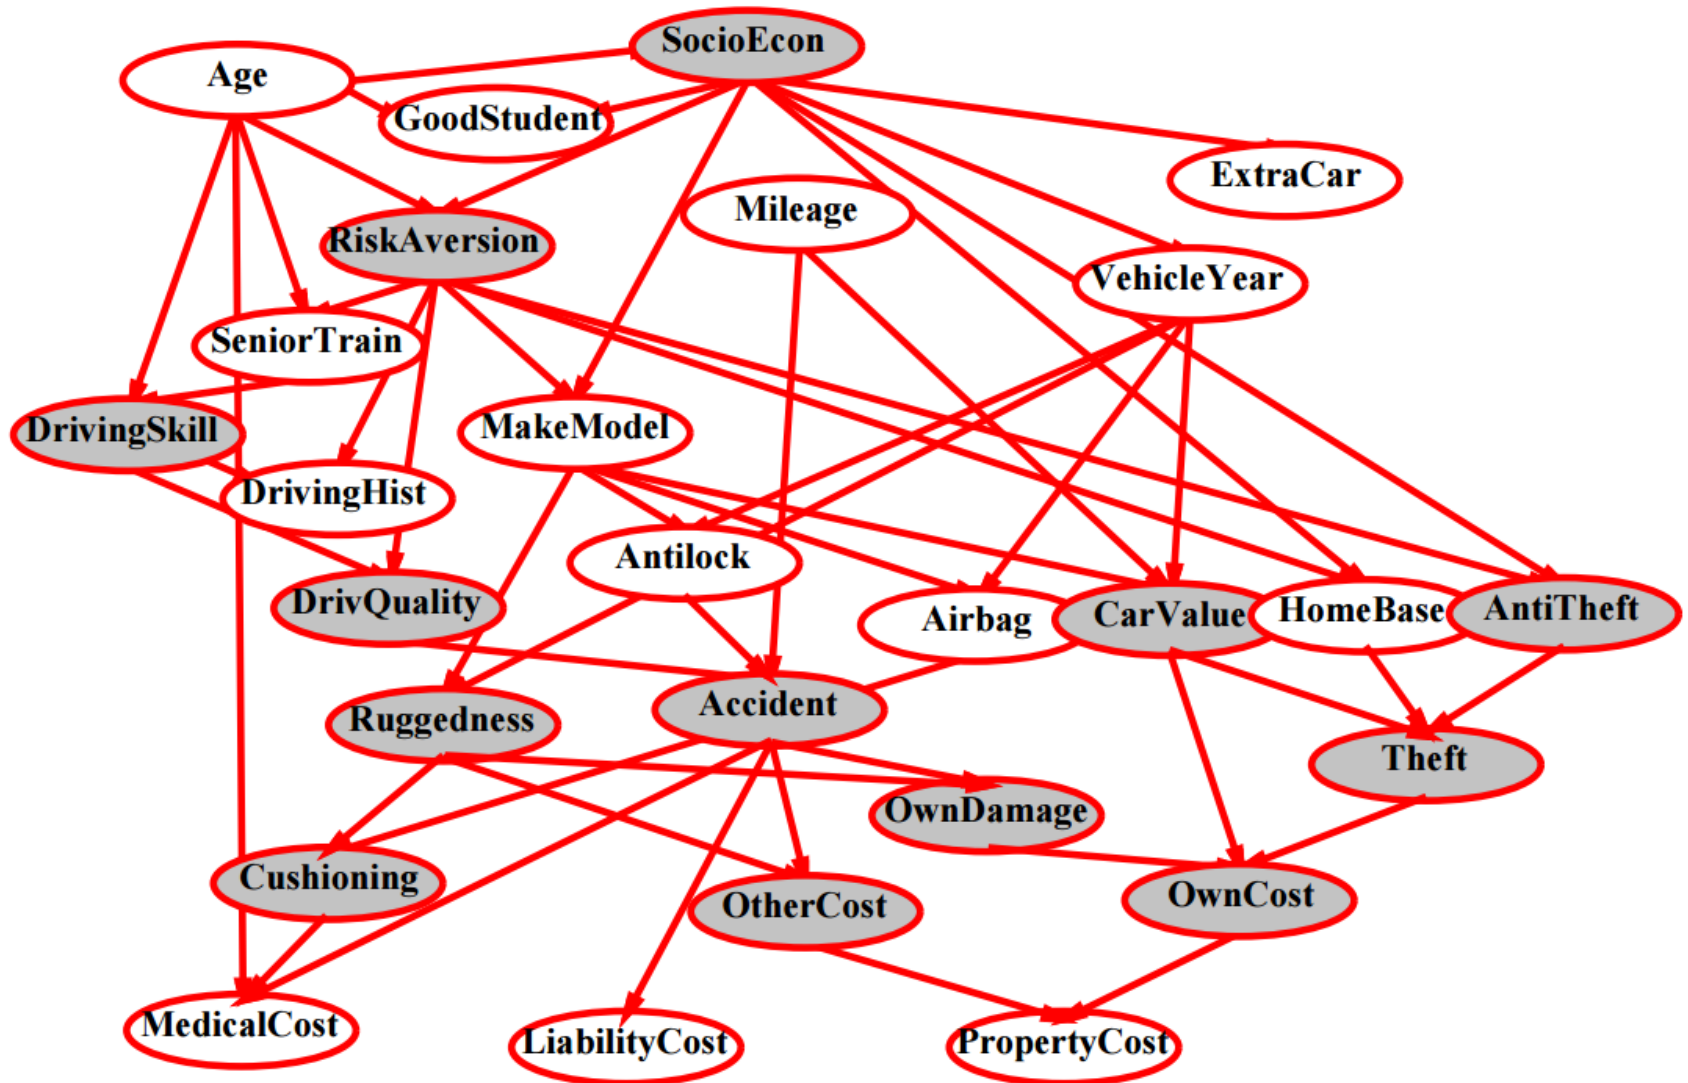 SocioEcon
Age
GoodStudent
ExtraCar
Mileage
RiskAversion
VehicleYear
SeniorTrain
MakeModel
DrivingSkill
DrivingHist
Antilock
DrivQuality
Airbag
CarValue
HomeBase
AntiTheft
Accident
Ruggedness
Theft
OwnDamage
Cushioning
OtherCost
OwnCost
MedicalCost
LiabilityCost
PropertyCost